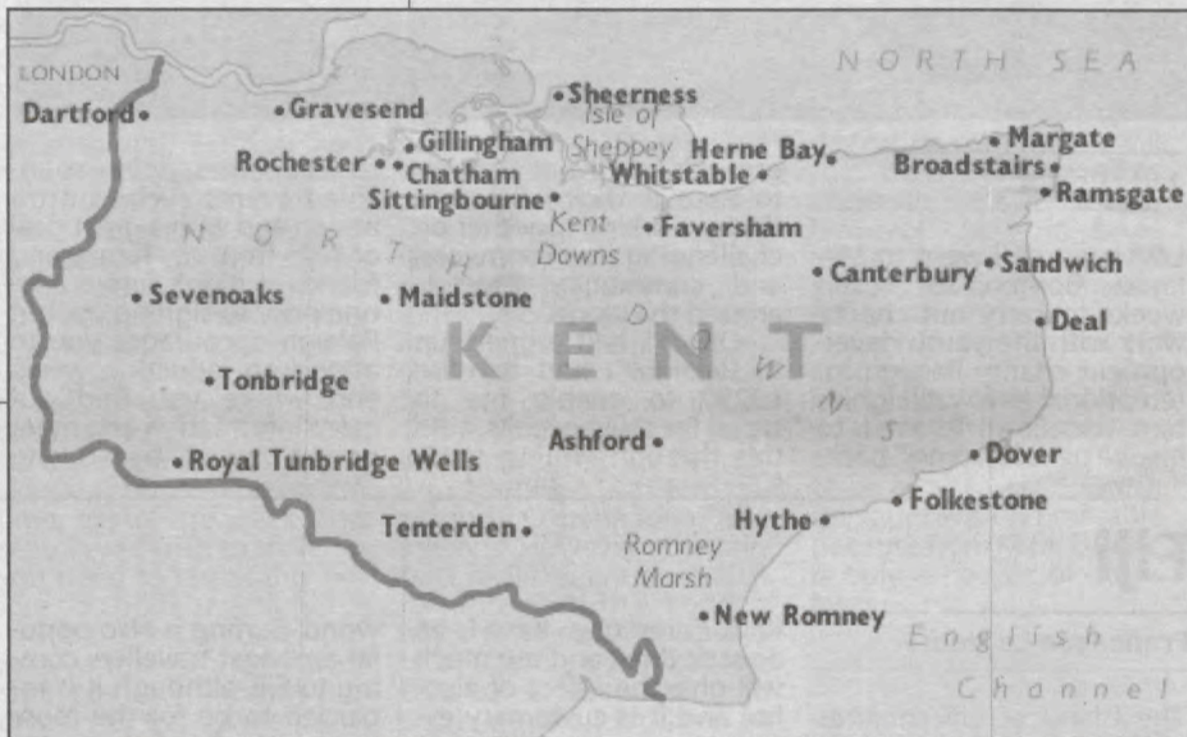 NORTH SEA
LONDON
Dartford
Gravesend
Sheerness
Isle of
Sheppey
Gillingham
Rochester
Chatham
Sittingbourne
Herne Bay
Whitstable
Margate
Broadstairs
Ramsgate
Kent
Downs
Faversham
NORTH DOWNS
Canterbury
Sandwich
Sevenoaks
Maidstone
Deal
KENT
Tonbridge
Ashford
Royal Tunbridge Wells
Dover
Folkestone
Tenterden
Hythe
Romney
Marsh
New Romney
English
Channel